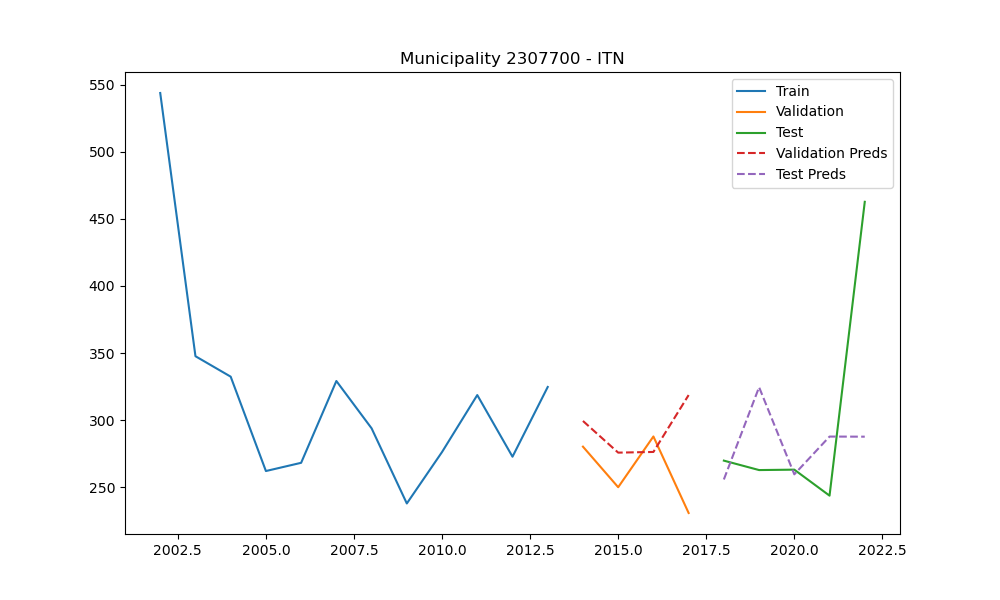 Municipality 2307700 - ITN
550
500
450
400
350
300
250
Train
Validation
Test
Validation Preds
Test Preds
2002.5 2005.0 2007.5 2010.0 2012.5 2015.0 2017.5 2020.0 2022.5